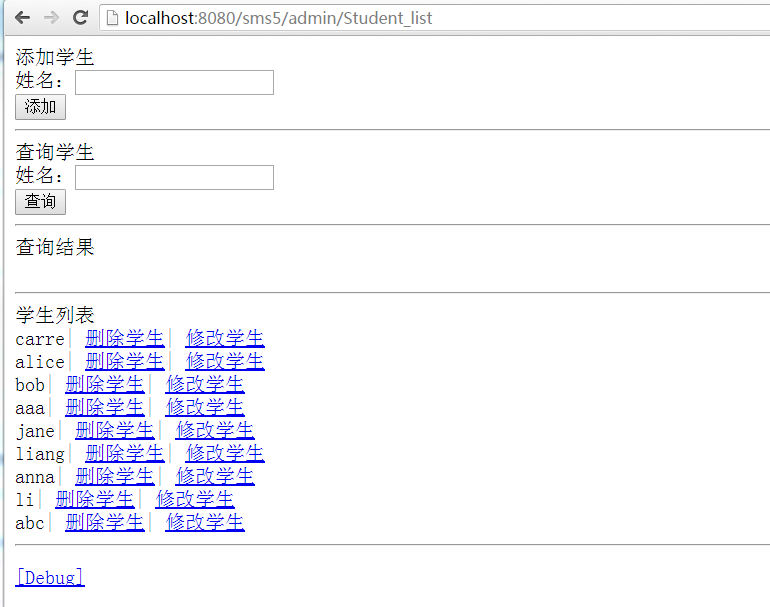 localhost:8080/sms5/admin/Student_list
添加学生
姓名：
添加
查询学生
姓名：
查询
查询结果
学生列表
carre| 删除学生| 修改学生
alice| 删除学生| 修改学生
bob| 删除学生| 修改学生
aaa| 删除学生| 修改学生
jane| 删除学生| 修改学生
liang| 删除学生| 修改学生
anna| 删除学生| 修改学生
li| 删除学生| 修改学生
abc| 删除学生| 修改学生
[Debug]